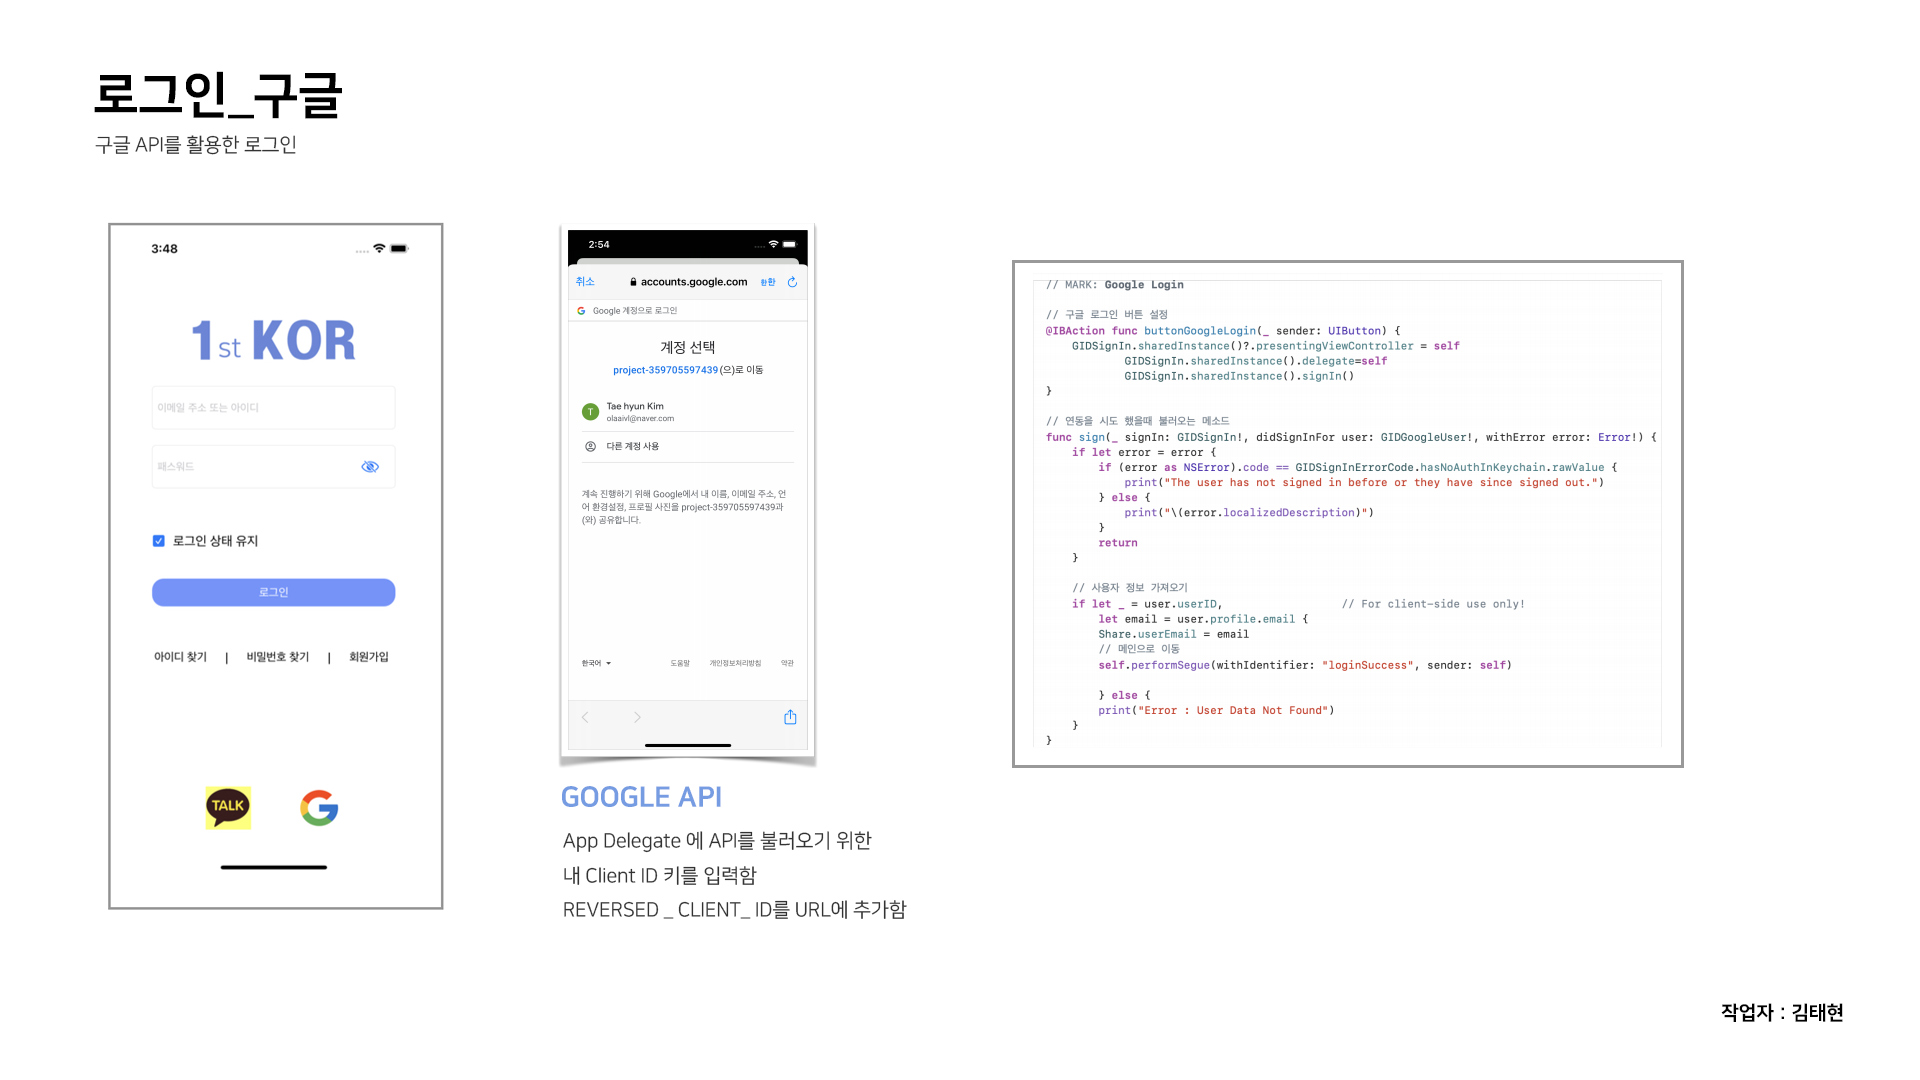 로그인_구글
구글 API를 활용한 로그인
3:48
1st KOR
이메일 주소 또는 아이디
패스워드
로그인 상태 유지
로그인
아이디 찾기 | 비밀번호 찾기 | 회원가입
TALK
G
2:54
취소 accounts.google.com
Google 계정으로 로그인
계정 선택
project-359705597439(으)로 이동
T
Tae hyun Kim
olaaivl@naver.com
다른 계정 사용
계속 진행하기 위해 Google에서 내 이름, 이메일 주소, 언
어 환경설정, 프로필 사진을 project-359705597439과
(와) 공유합니다.
한국어 도움말 개인정보처리방침 약관
GOOGLE API
App Delegate 에 API를 불러오기 위한
내 Client ID 키를 입력함
REVERSED _ CLIENT_ ID를 URL에 추가함
// MARK: Google Login
// 구글 로그인 버튼 설정
@IBAction func buttonGoogleLogin(_ sender: UIButton) {
GIDSignIn.sharedInstance()?.presentingViewController = self
GIDSignIn.sharedInstance().delegate=self
GIDSignIn.sharedInstance().signIn()
}
// 연동을 시도 했을때 불러오는 메소드
func sign(_ signIn: GIDSignIn!, didSignInFor user: GIDGoogleUser!, withError error: Error!) {
if let error = error {
if (error as NSError).code == GIDSignInErrorCode.hasNoAuthInKeychain.rawValue {
print("The user has not signed in before or they have since signed out.")
} else {
print("\(error.localizedDescription)")
}
return
}
// 사용자 정보 가져오기
if let _ = user.userID, // For client-side use only!
let email = user.profile.email {
Share.userEmail = email
// 메인으로 이동
self.performSegue(withIdentifier: "loginSuccess", sender: self)
} else {
print("Error : User Data Not Found")
}
}
작업자 : 김태현